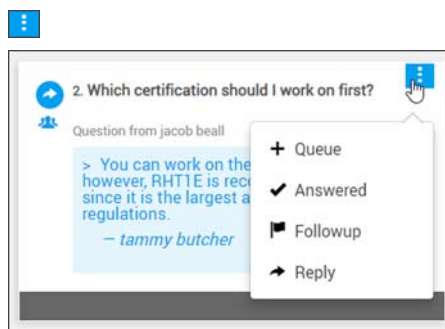 2. Which certification should I work on first?
Question from jacob beall
> You can work on the
however, RHT1E is rec
since it is the largest a
regulations.
– tammy butcher
Queue
Answered
Followup
Reply